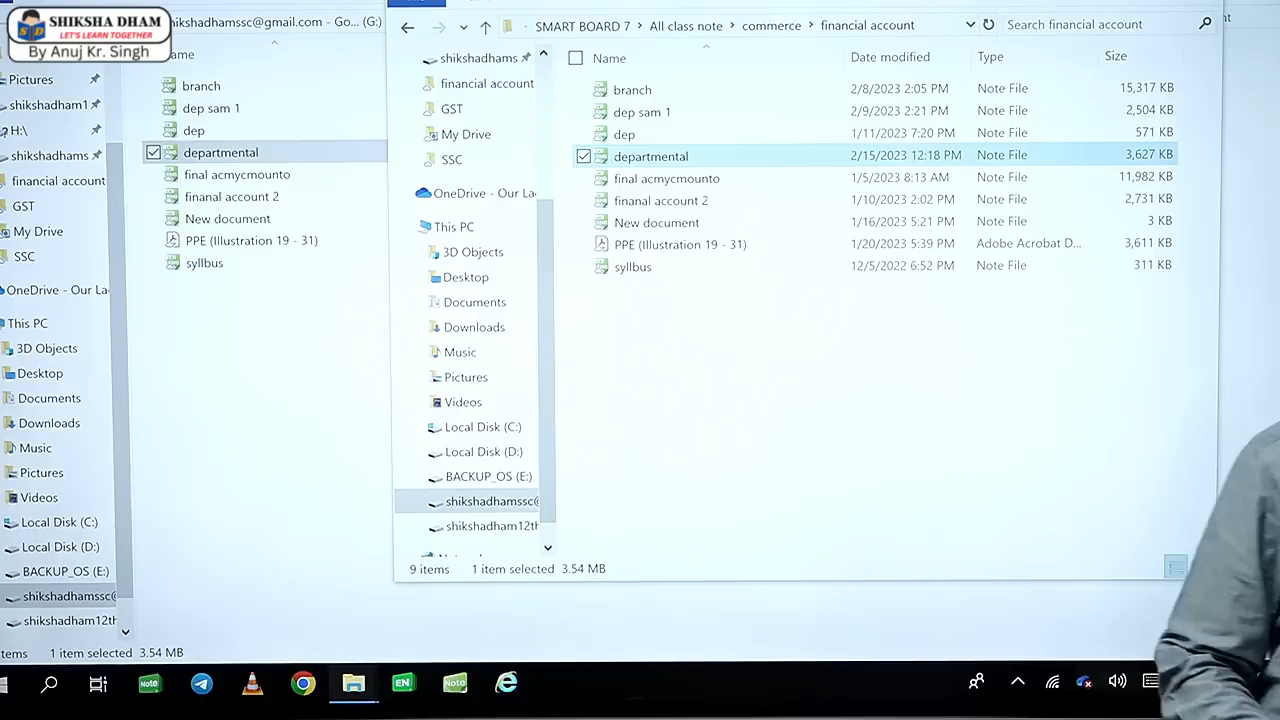 SHIKSHA DHAM
LET'S LEARN TOGETHER
By Anuj Kr. Singh
hikshadhamssc@gmail.com - Go... (G:)
Pictures
shikshadham1
H:\
shikshadhams
financial account
GST
My Drive
SSC
OneDrive - Our La
This PC
3D Objects
Desktop
Documents
Downloads
Music
Pictures
Videos
Local Disk (C:)
Local Disk (D:)
BACKUP_OS (E:)
shikshadhamssc@
shikshadham12th
tems 1 item selected 3.54 MB
ame
branch
dep sam 1
dep
departmental
final acmycmounto
finanal account 2
New document
PPE (Illustration 19 - 31)
syllbus
SMART BOARD 7 › All class note › commerce › financial account
Search financial account
shikshadhams
financial account
GST
My Drive
SSC
OneDrive - Our La
This PC
3D Objects
Desktop
Documents
Downloads
Music
Pictures
Videos
Local Disk (C:)
Local Disk (D:)
BACKUP_OS (E:)
shikshadhamssc@
shikshadham12th
Name Date modified Type Size
branch 2/8/2023 2:05 PM Note File 15,317 KB
dep sam 1 2/9/2023 2:21 PM Note File 2,504 KB
dep 1/11/2023 7:20 PM Note File 571 KB
departmental 2/15/2023 12:18 PM Note File 3,627 KB
final acmycmounto 1/5/2023 8:13 AM Note File 11,982 KB
finanal account 2 1/10/2023 2:02 PM Note File 2,731 KB
New document 1/16/2023 5:21 PM Note File 3 KB
PPE (Illustration 19 - 31) 1/20/2023 5:39 PM Adobe Acrobat D... 3,611 KB
syllbus 12/5/2022 6:52 PM Note File 311 KB
9 items 1 item selected 3.54 MB
Note EN Note